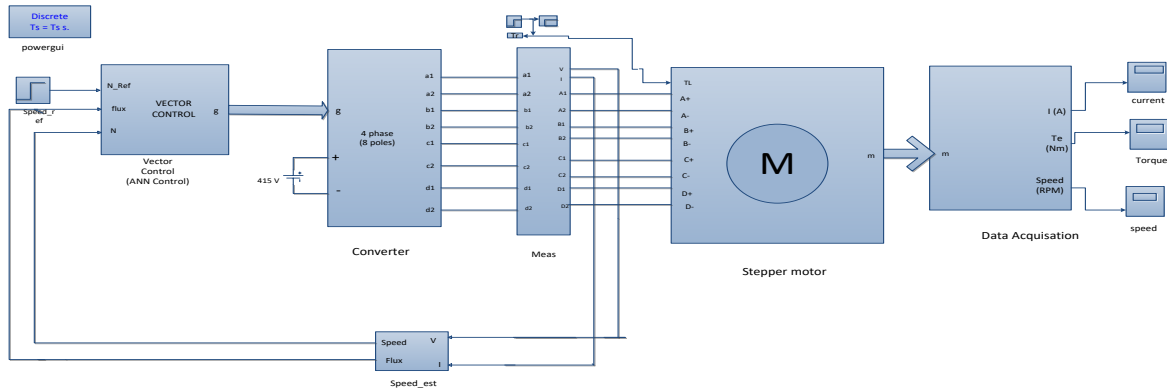 Discrete
Ts = Ts s.
powergui
Speed_r
ef
N_Ref
flux
N
VECTOR
CONTROL
g
Vector
Control
(ANN Control)
g
4 phase
(8 poles)
+
-
415 V
a1
a2
b1
b2
c1
c2
d1
d2
Converter
Tr
a1
a2
b1
b2
c1
c2
d1
d2
V
I
A1
A2
B1
B2
C1
C2
D1
D2
Meas
TL
A+
A-
B+
B-
C+
C-
D+
D-
M
m
Stepper motor
m
I (A)
Te
(Nm)
Speed
(RPM)
Data Acquisation
current
Torque
speed
Speed
Flux
V
I
Speed_est